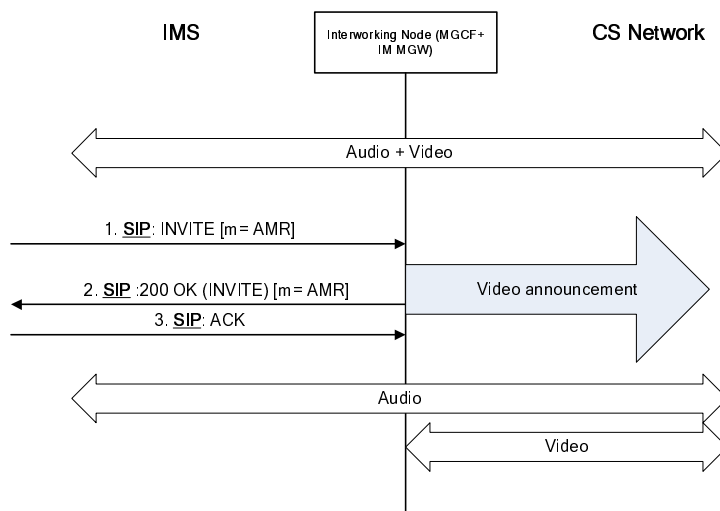 IMS
Interworking Node (MGCF+
IM MGW)
CS Network
Audio + Video
1. SIP: INVITE [m= AMR]
2. SIP :200 OK (INVITE) [m= AMR]
Video announcement
3. SIP: ACK
Audio
Video